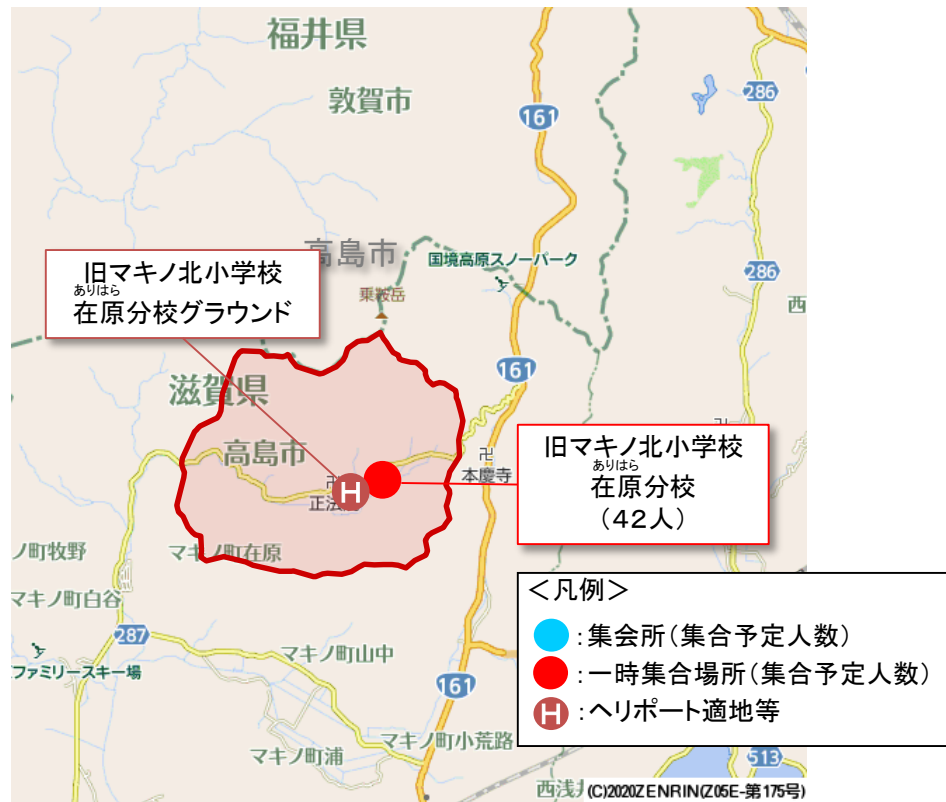 福井県
敦賀市
161
286
高島市
国境高原スノーパーク
286
旧マキノ北小学校
ありはら
在原分校グラウンド
乗鞍岳
西
161
滋賀県
高島市
卍
本慶寺
卍
H
正法
旧マキノ北小学校
ありはら
在原分校
(42人)
ノ町牧野
マキノ町在原
マキノ町白谷
287
ファミリースキー場
マキノ町山中
161
マキノ町浦
マキノ町小荒路
<凡例>
:集会所(集合予定人数)
:一時集合場所(集合予定人数)
H:ヘリポート適地等
513
西浅井
(C)2020ZENRIN(Z05E-第175号)